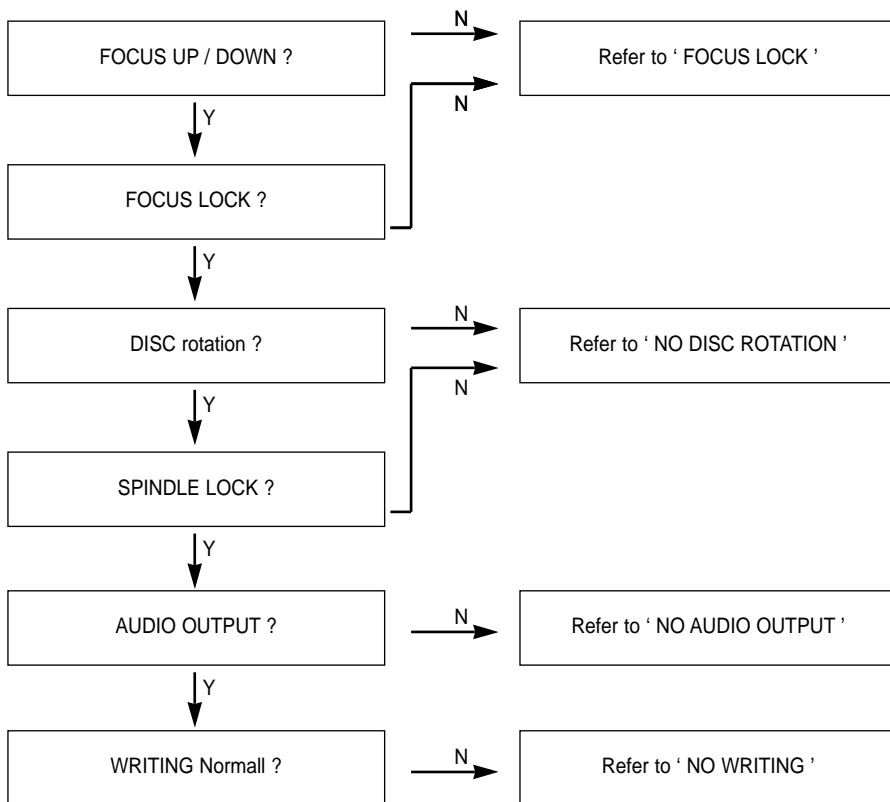 FOCUS UP / DOWN ?
N
Refer to ‘ FOCUS LOCK ’
N
Y
FOCUS LOCK ?
Y
DISC rotation ?
N
Refer to ‘ NO DISC ROTATION ’
N
Y
SPINDLE LOCK ?
Y
AUDIO OUTPUT ?
N
Refer to ‘ NO AUDIO OUTPUT ’
Y
WRITING Normall ?
N
Refer to ‘ NO WRITING ’